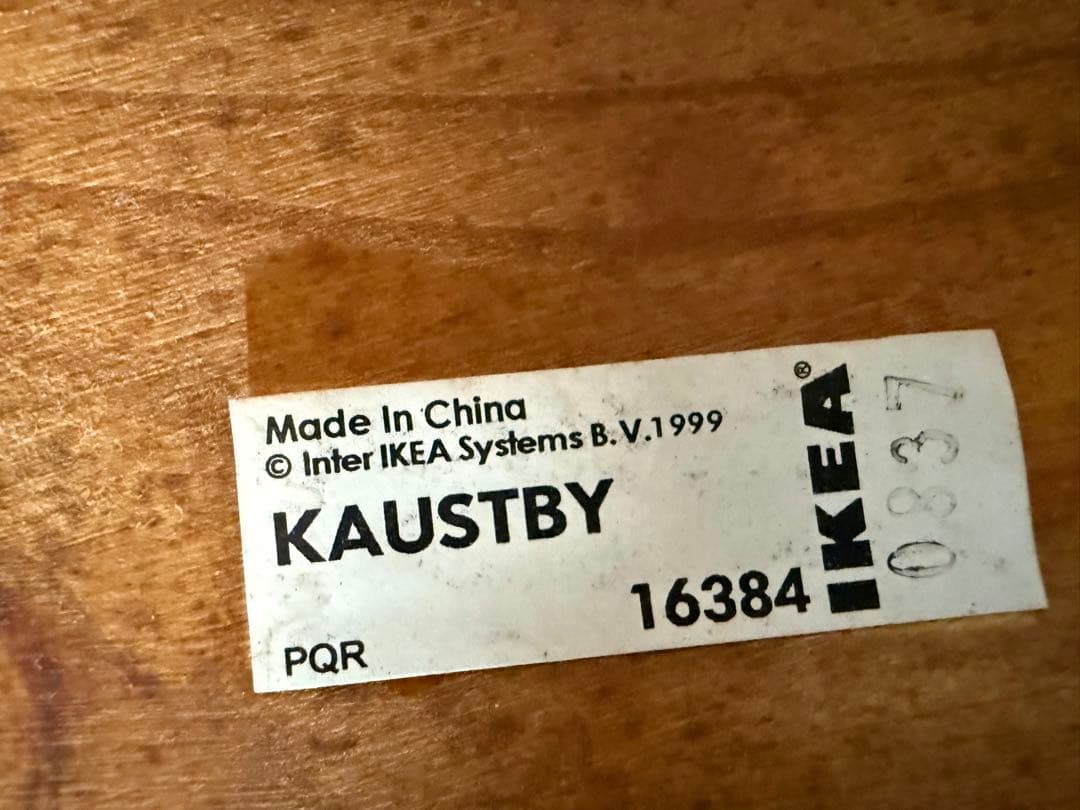 Made In China
© Inter IKEA Systems B.V.1999
KAUSTBY
16384
PQR
IKEA®
0837